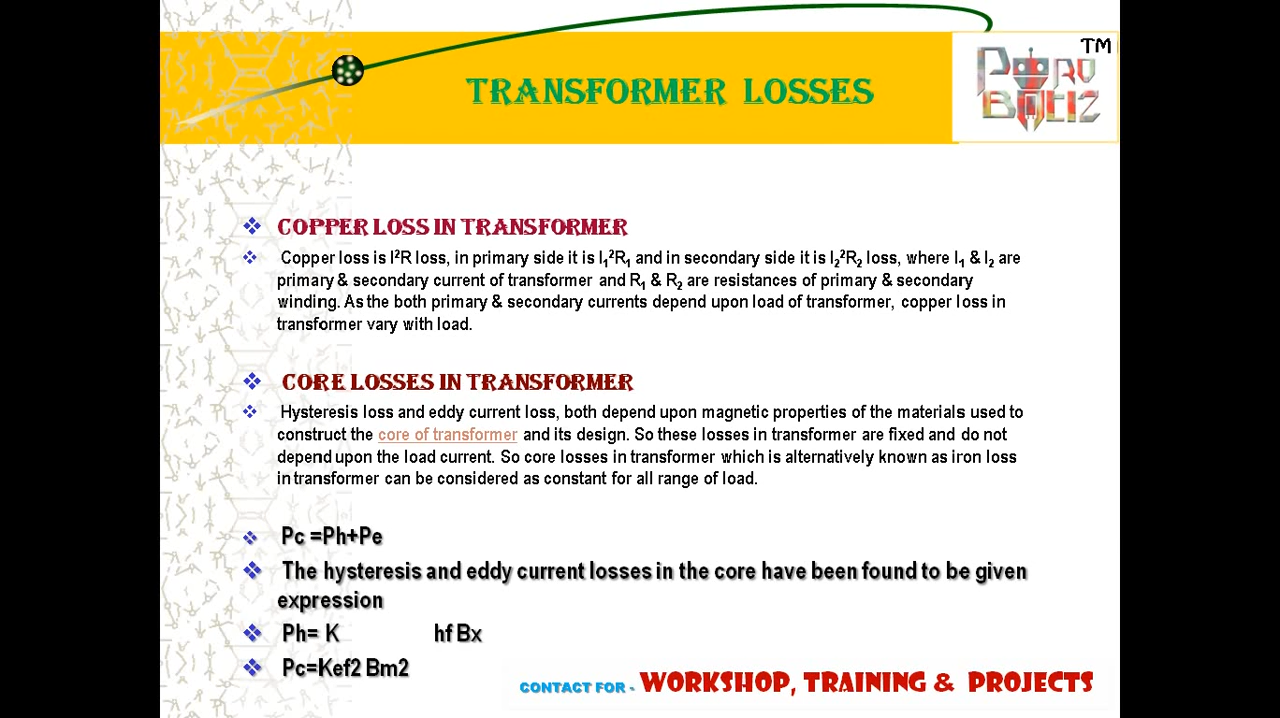 TRANSFORMER LOSSES
TM
PORO
BOTIZ
COPPER LOSS IN TRANSFORMER
Copper loss is I²R loss, in primary side it is I₁²R₁ and in secondary side it is I₂²R₂ loss, where I₁ & I₂ are
primary & secondary current of transformer and R₁ & R₂ are resistances of primary & secondary
winding. As the both primary & secondary currents depend upon load of transformer, copper loss in
transformer vary with load.
CORE LOSSES IN TRANSFORMER
Hysteresis loss and eddy current loss, both depend upon magnetic properties of the materials used to
construct the core of transformer and its design. So these losses in transformer are fixed and do not
depend upon the load current. So core losses in transformer which is alternatively known as iron loss
in transformer can be considered as constant for all range of load.
Pc =Ph+Pe
The hysteresis and eddy current losses in the core have been found to be given
expression
Ph= K hf Bx
Pc=Kef2 Bm2
CONTACT FOR - WORKSHOP, TRAINING & PROJECTS